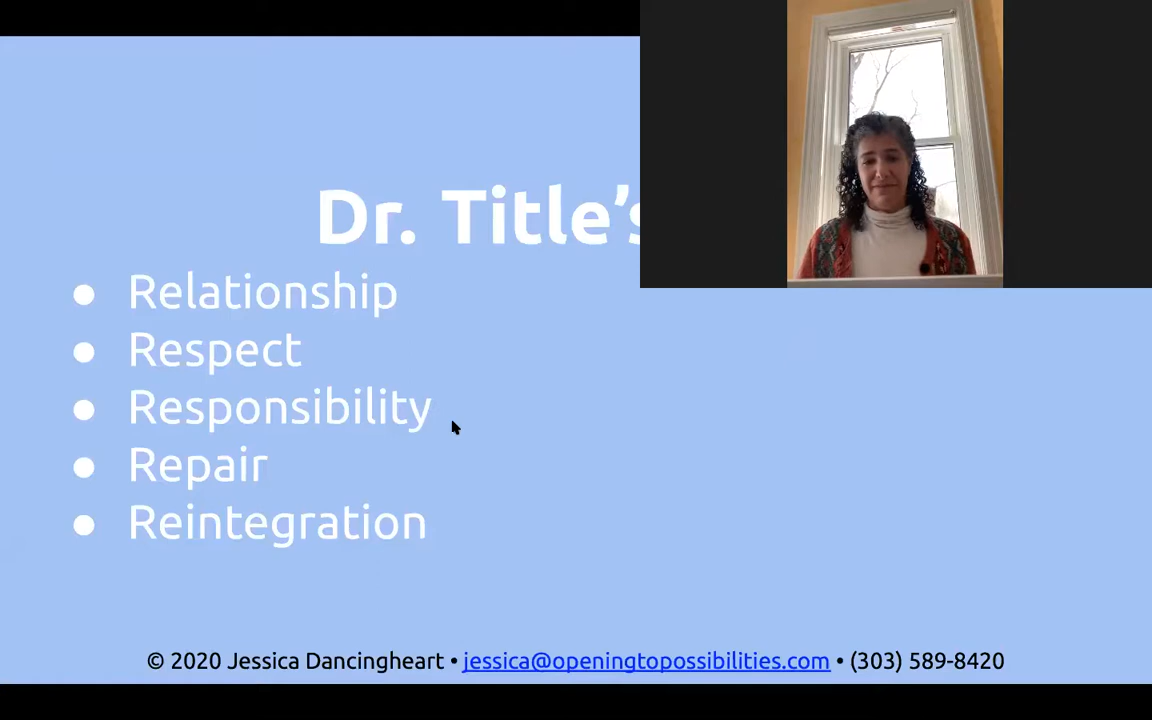 Dr. Title's
● Relationship
● Respect
● Responsibility
● Repair
● Reintegration
© 2020 Jessica Dancingheart • jessica@openingtopossibilities.com • (303) 589-8420